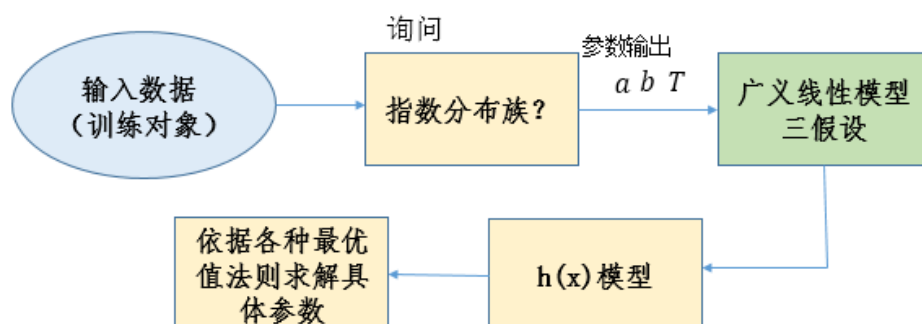 询问
参数输出
a b T
输入数据
（训练对象）
指数分布族？
广义线性模型
三假设
h(x)模型
依据各种最优
值法则求解具
体参数